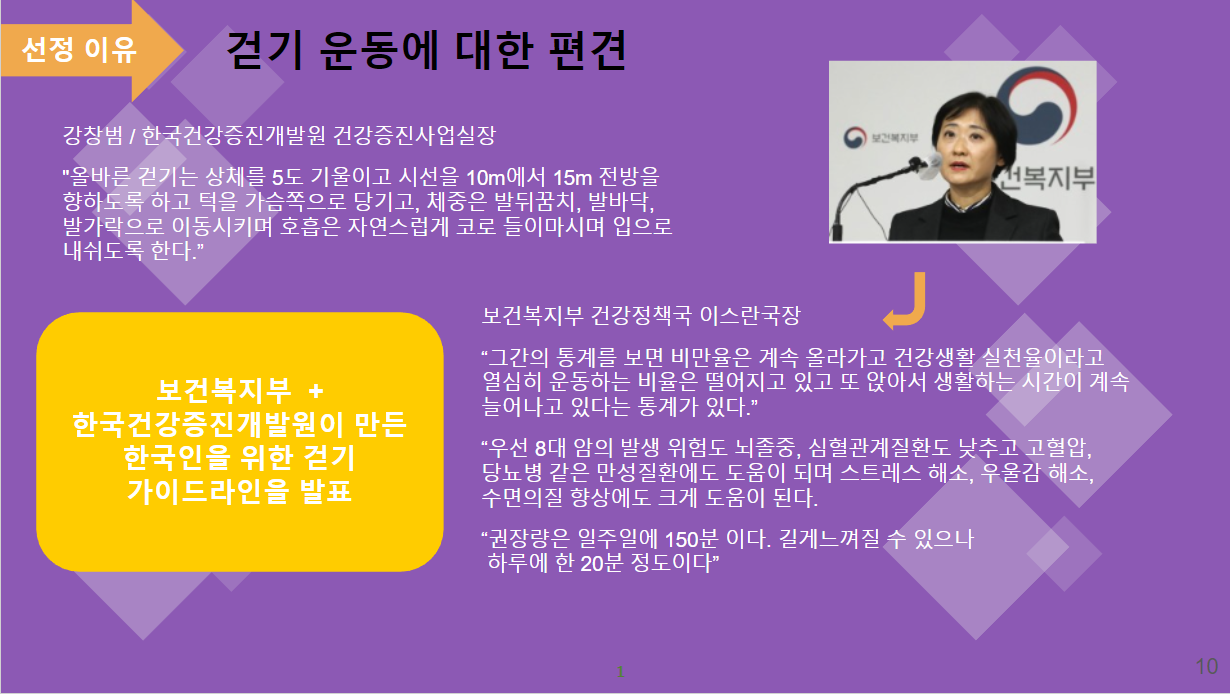 선정 이유
걷기 운동에 대한 편견
강창범 / 한국건강증진개발원 건강증진사업실장
"올바른 걷기는 상체를 5도 기울이고 시선을 10m에서 15m 전방을
향하도록 하고 턱을 가슴쪽으로 당기고, 체중은 발뒤꿈치, 발바닥,
발가락으로 이동시키며 호흡은 자연스럽게 코로 들이마시며 입으로
내쉬도록 한다.”
보건복지부
건복지부
보건복지부 +
한국건강증진개발원이 만든
한국인을 위한 걷기
가이드라인을 발표
보건복지부 건강정책국 이스란국장
“그간의 통계를 보면 비만율은 계속 올라가고 건강생활 실천율이라고
열심히 운동하는 비율은 떨어지고 있고 또 앉아서 생활하는 시간이 계속
늘어나고 있다는 통계가 있다.”
“우선 8대 암의 발생 위험도 뇌졸중, 심혈관계질환도 낮추고 고혈압,
당뇨병 같은 만성질환에도 도움이 되며 스트레스 해소, 우울감 해소,
수면의질 향상에도 크게 도움이 된다.
“권장량은 일주일에 150분 이다. 길게느껴질 수 있으나
하루에 한 20분 정도이다”
1
10